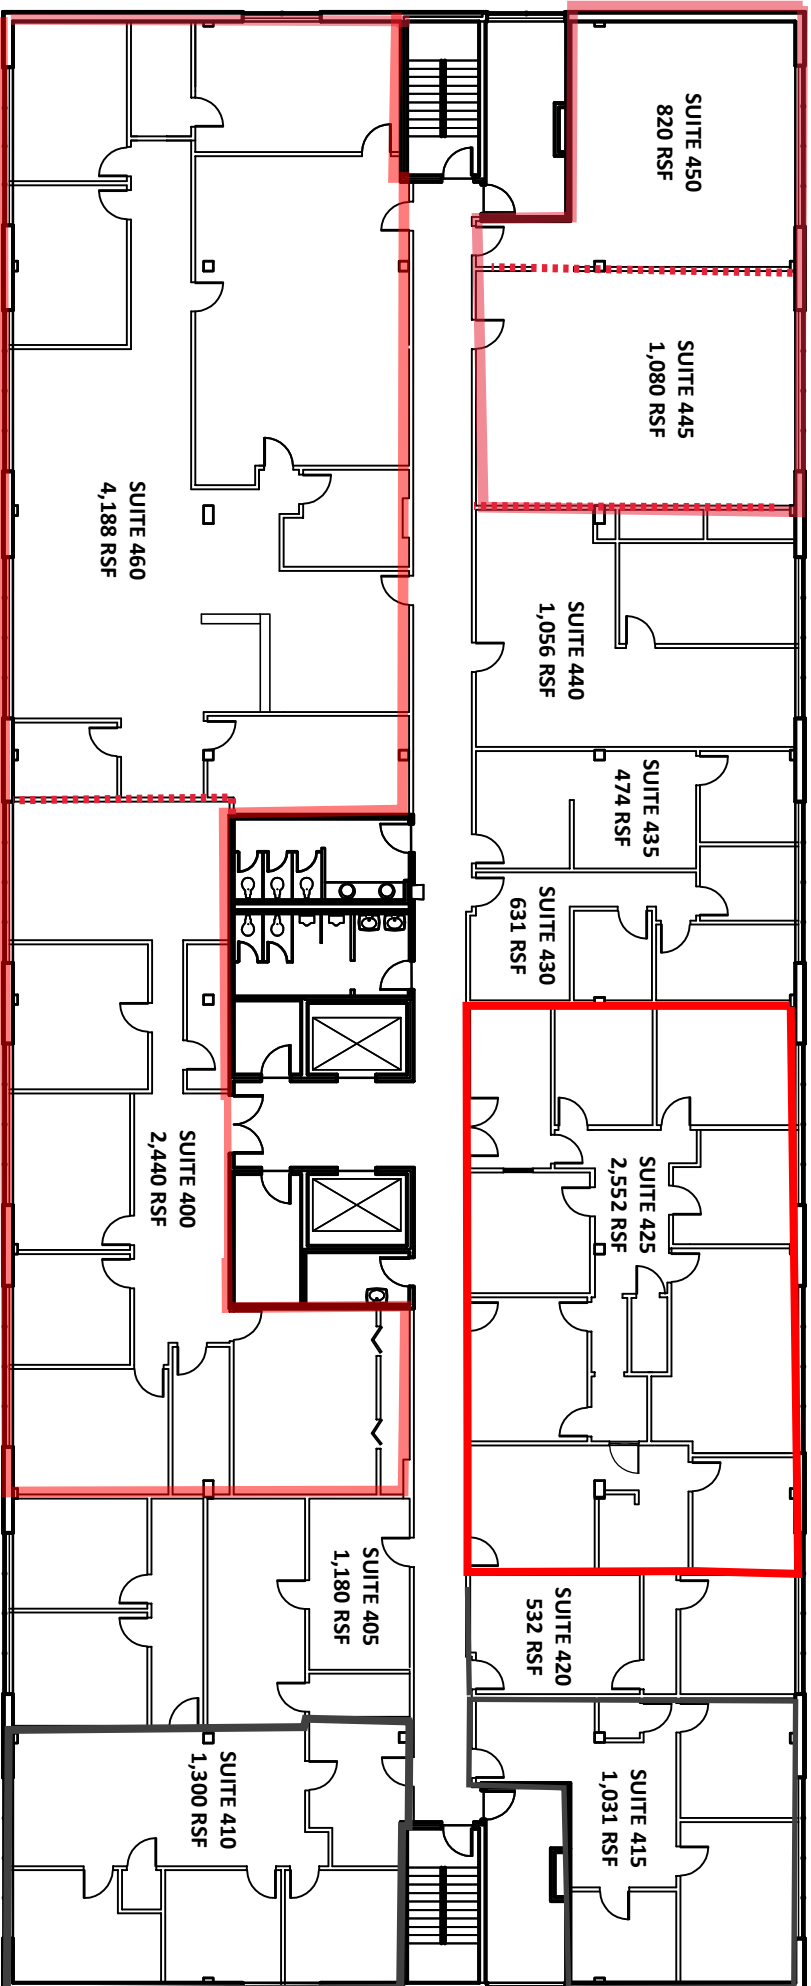 SUITE 450
820 RSF
SUITE 445
1,080 RSF
SUITE 460
4,188 RSF
SUITE 440
1,056 RSF
SUITE 435
474 RSF
SUITE 430
631 RSF
SUITE 400
2,440 RSF
SUITE 425
2,552 RSF
SUITE 405
1,180 RSF
SUITE 420
532 RSF
SUITE 410
1,300 RSF
SUITE 415
1,031 RSF